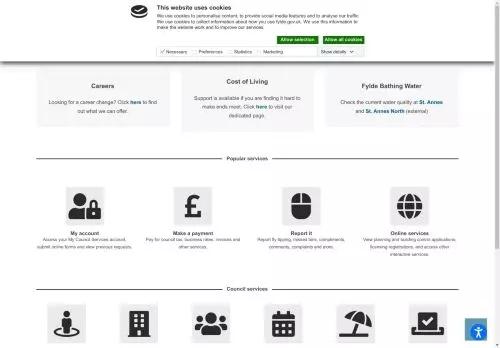 This website uses cookies
We use cookies to personalise content, to provide social media features and to analyse our traffic.
We use cookies to collect information about how you use fylde.gov.uk. We use this information to
make the website work and to improve our services.
Allow selection
Allow all cookies
Necessary
Preferences
Statistics
Marketing
Show details
Careers
Looking for a career change? Click here to find
out what we can offer.
Cost of Living
Support is available if you are finding it hard to
make ends meet. Click here to visit our
dedicated page.
Fylde Bathing Water
Check the current water quality at St. Annes
and St. Annes North (external)
Popular services
My account
Access your My Council Services account,
submit online forms and view previous requests.
Make a payment
Pay for council tax, business rates, invoices and
other services.
Report it
Report fly tipping, missed bins, compliments,
comments, complaints and more.
Online services
View planning and building control applications,
licensing registrations, and access other
interactive services.
Council services